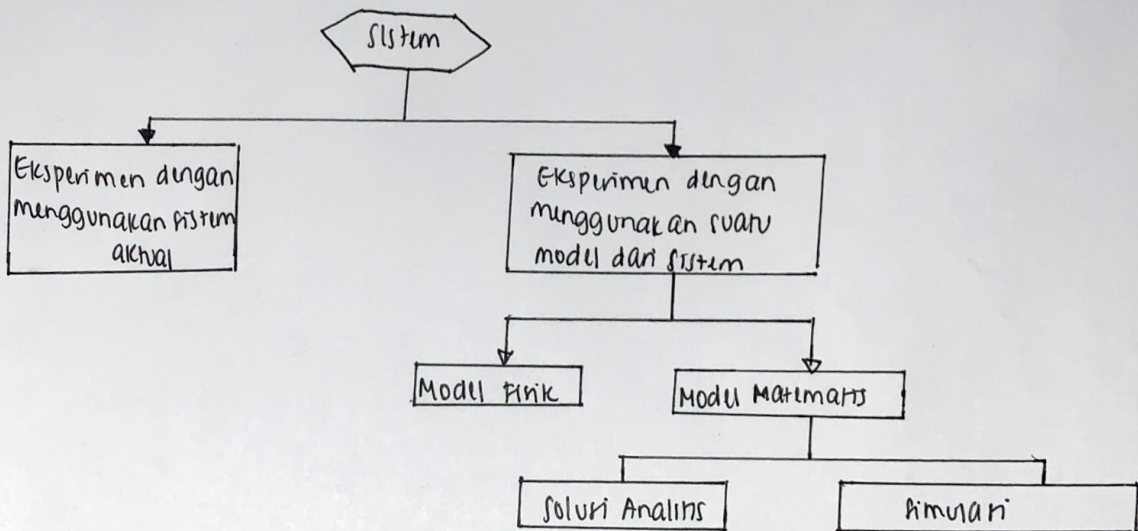 Sistem
Eksperimen dengan
menggunakan sistem
aktual
Eksperimen dengan
menggunakan suatu
model dari sistem
Model Fisik
Model Matematis
Solusi Analitis
Simulasi